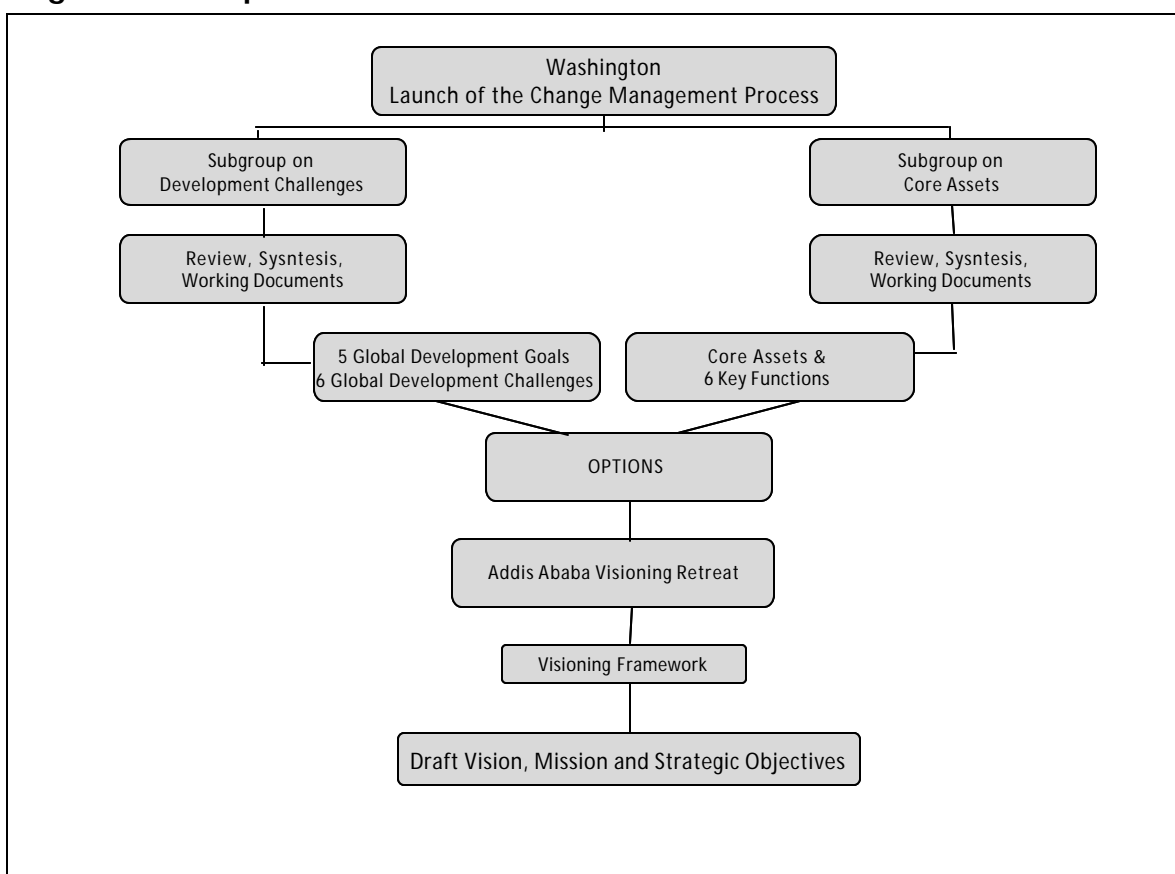 Washington
Launch of the Change Management Process
Subgroup on
Development Challenges
Subgroup on
Core Assets
Review, Sysntesis,
Working Documents
Review, Sysntesis,
Working Documents
5 Global Development Goals
6 Global Development Challenges
Core Assets &
6 Key Functions
OPTIONS
Addis Ababa Visioning Retreat
Visioning Framework
Draft Vision, Mission and Strategic Objectives